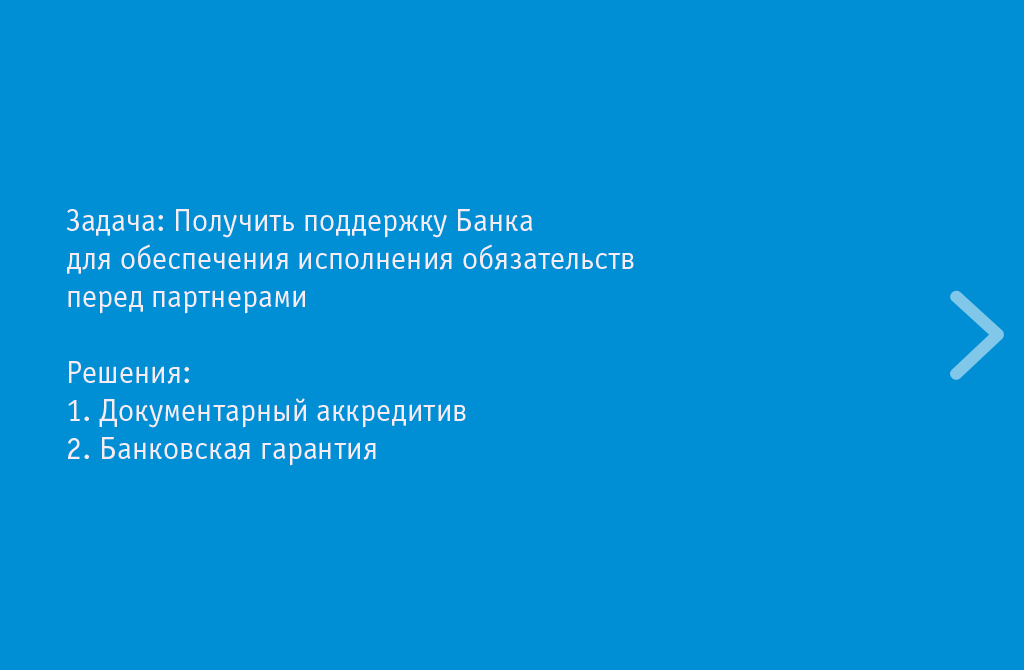 Задача: Получить поддержку Банка
для обеспечения исполнения обязательств
перед партнерами
Решения:
1. Документарный аккредитив
2. Банковская гарантия